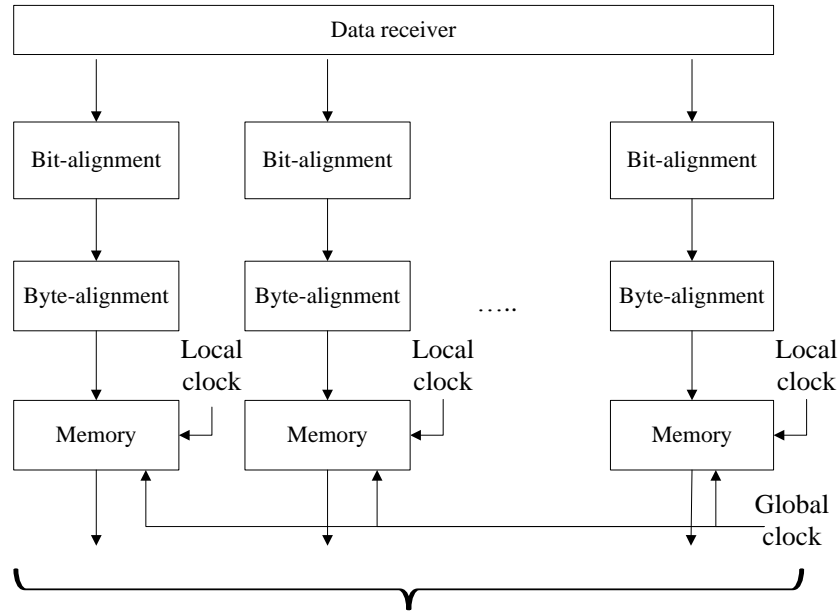 Data receiver
Bit-alignment
Bit-alignment
Bit-alignment
Byte-alignment
Byte-alignment
…..
Byte-alignment
Local
clock
Local
clock
Local
clock
Memory
Memory
Memory
Global
clock